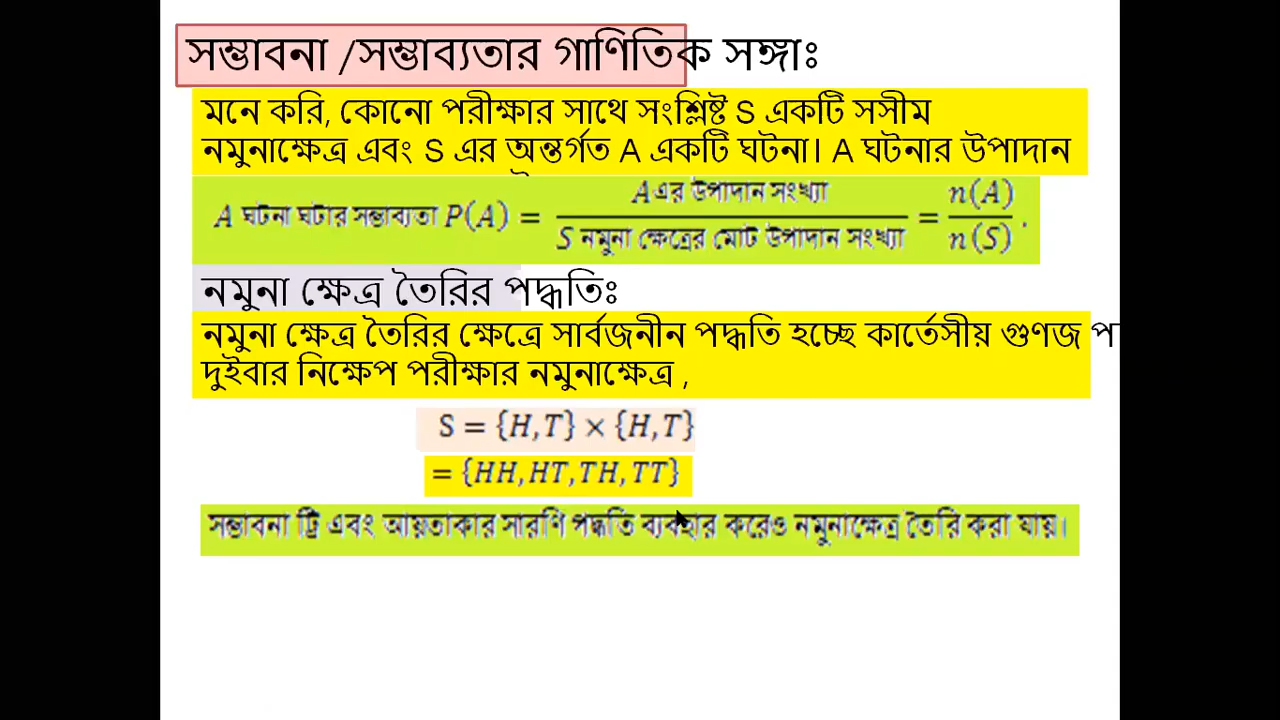 সম্ভাবনা /সম্ভাব্যতার গাণিতিক সঙ্গাঃ
মনে করি, কোনো পরীক্ষার সাথে সংশ্লিষ্ট S একটি সসীম
নমুনাক্ষেত্র এবং S এর অন্তর্গত A একটি ঘটনা। A ঘটনার উপাদান
A ঘটনা ঘটার সম্ভাব্যতা P(A) = A এর উপাদান সংখ্যা / S নমুনা ক্ষেত্রের মোট উপাদান সংখ্যা = n(A) / n(S) .
নমুনা ক্ষেত্র তৈরির পদ্ধতিঃ
নমুনা ক্ষেত্র তৈরির ক্ষেত্রে সার্বজনীন পদ্ধতি হচ্ছে কার্তেসীয় গুণজ
দুইবার নিক্ষেপ পরীক্ষার নমুনাক্ষেত্র ,
S = {H,T} × {H,T}
= {HH, HT, TH, TT}
সম্ভাবনা ট্রি এবং আয়তাকার সারণি পদ্ধতি ব্যবহার করেও নমুনাক্ষেত্র তৈরি করা যায়।